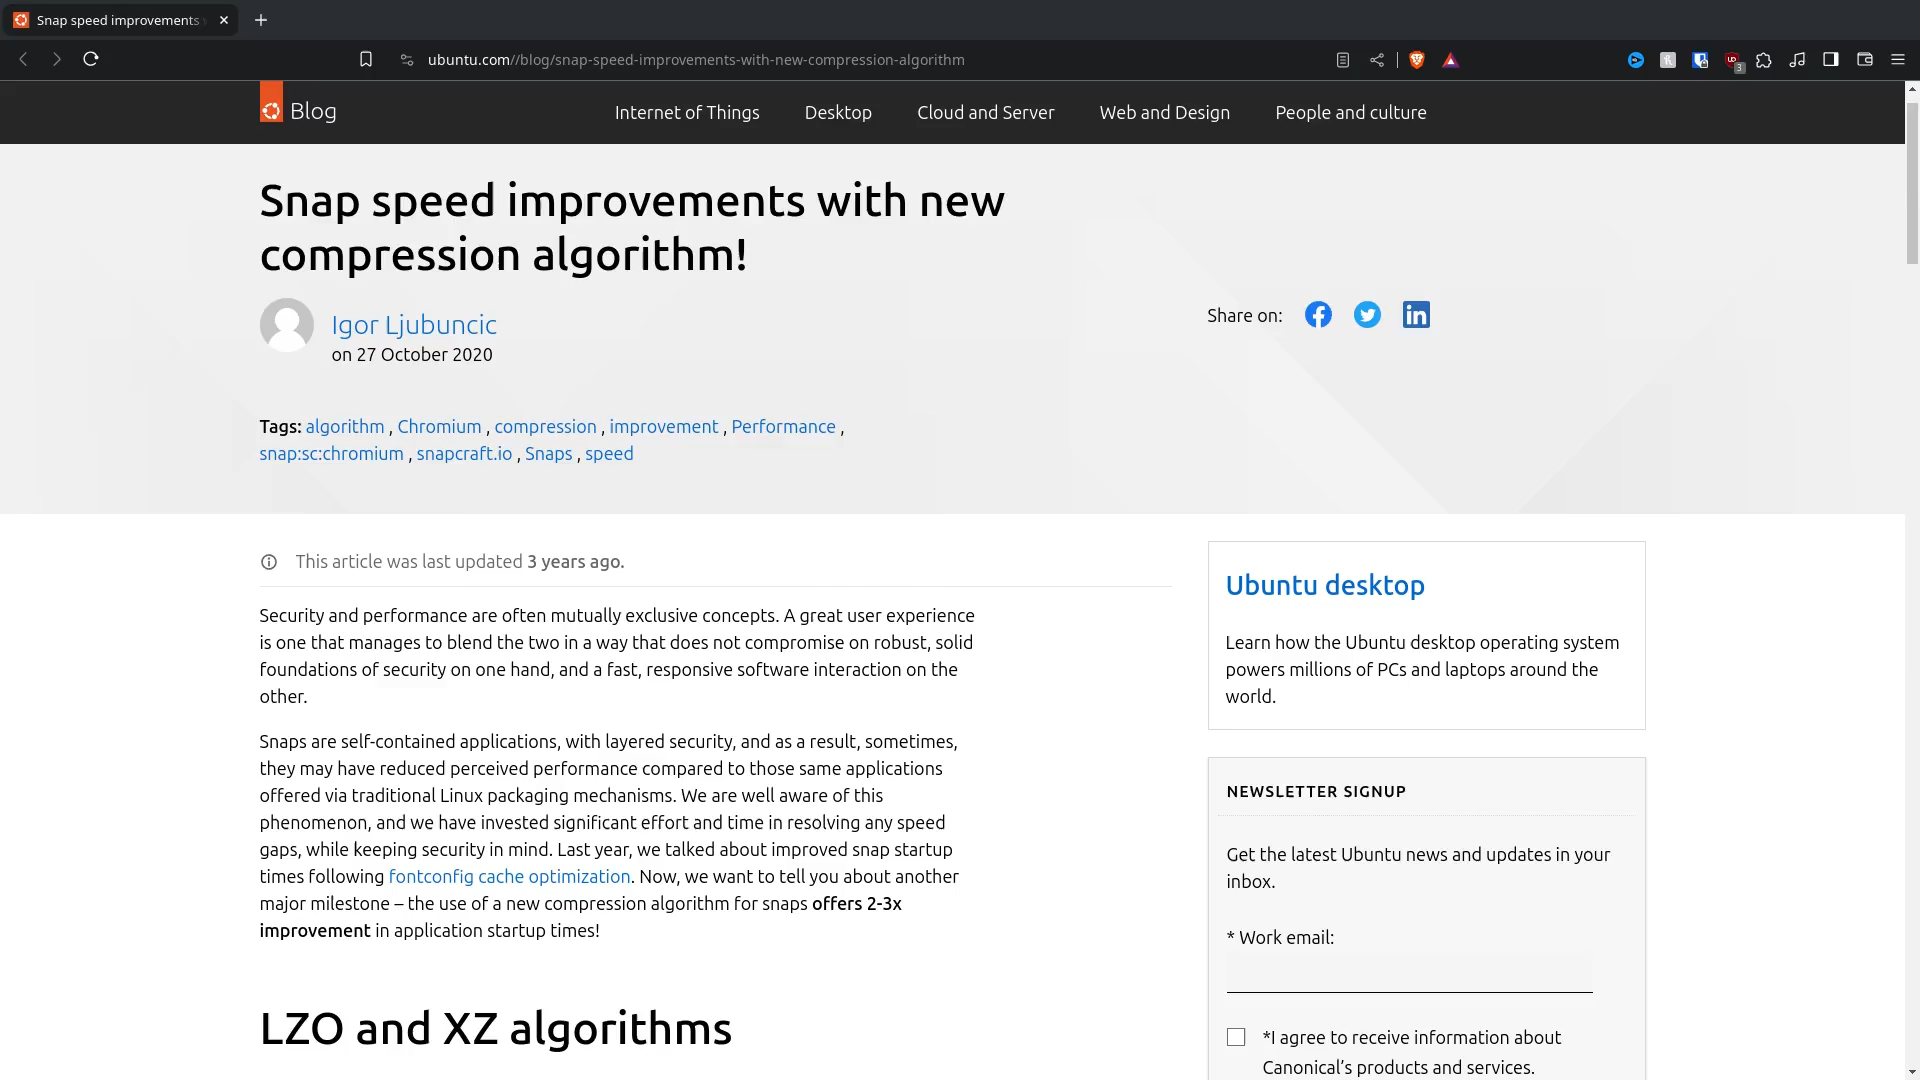 Snap speed improvements
ubuntu.com//blog/snap-speed-improvements-with-new-compression-algorithm
3
Blog
Internet of Things
Desktop
Cloud and Server
Web and Design
People and culture
Snap speed improvements with new
compression algorithm!
Igor Ljubuncic
on 27 October 2020
Share on:
Tags: algorithm , Chromium , compression , improvement , Performance ,
snap:sc:chromium , snapcraft.io , Snaps , speed
This article was last updated 3 years ago.
Security and performance are often mutually exclusive concepts. A great user experience
is one that manages to blend the two in a way that does not compromise on robust, solid
foundations of security on one hand, and a fast, responsive software interaction on the
other.
Snaps are self-contained applications, with layered security, and as a result, sometimes,
they may have reduced perceived performance compared to those same applications
offered via traditional Linux packaging mechanisms. We are well aware of this
phenomenon, and we have invested significant effort and time in resolving any speed
gaps, while keeping security in mind. Last year, we talked about improved snap startup
times following fontconfig cache optimization. Now, we want to tell you about another
major milestone – the use of a new compression algorithm for snaps offers 2-3x
improvement in application startup times!
LZO and XZ algorithms
Ubuntu desktop
Learn how the Ubuntu desktop operating system
powers millions of PCs and laptops around the
world.
NEWSLETTER SIGNUP
Get the latest Ubuntu news and updates in your
inbox.
* Work email:
*I agree to receive information about
Canonical's products and services.